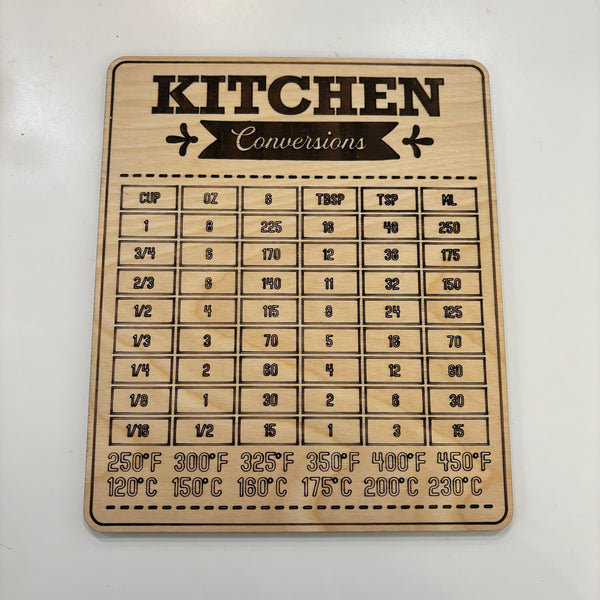 KITCHEN
Conversions
CUP OZ G TBSP TSP ML
1 8 225 16 48 250
3/4 6 170 12 36 175
2/3 6 140 11 32 150
1/2 4 115 8 24 125
1/3 3 70 5 16 70
1/4 2 60 4 12 60
1/8 1 30 2 6 30
1/16 1/2 15 1 3 15
250°F 300°F 325°F 350°F 400°F 450°F
120°C 150°C 160°C 175°C 200°C 230°C